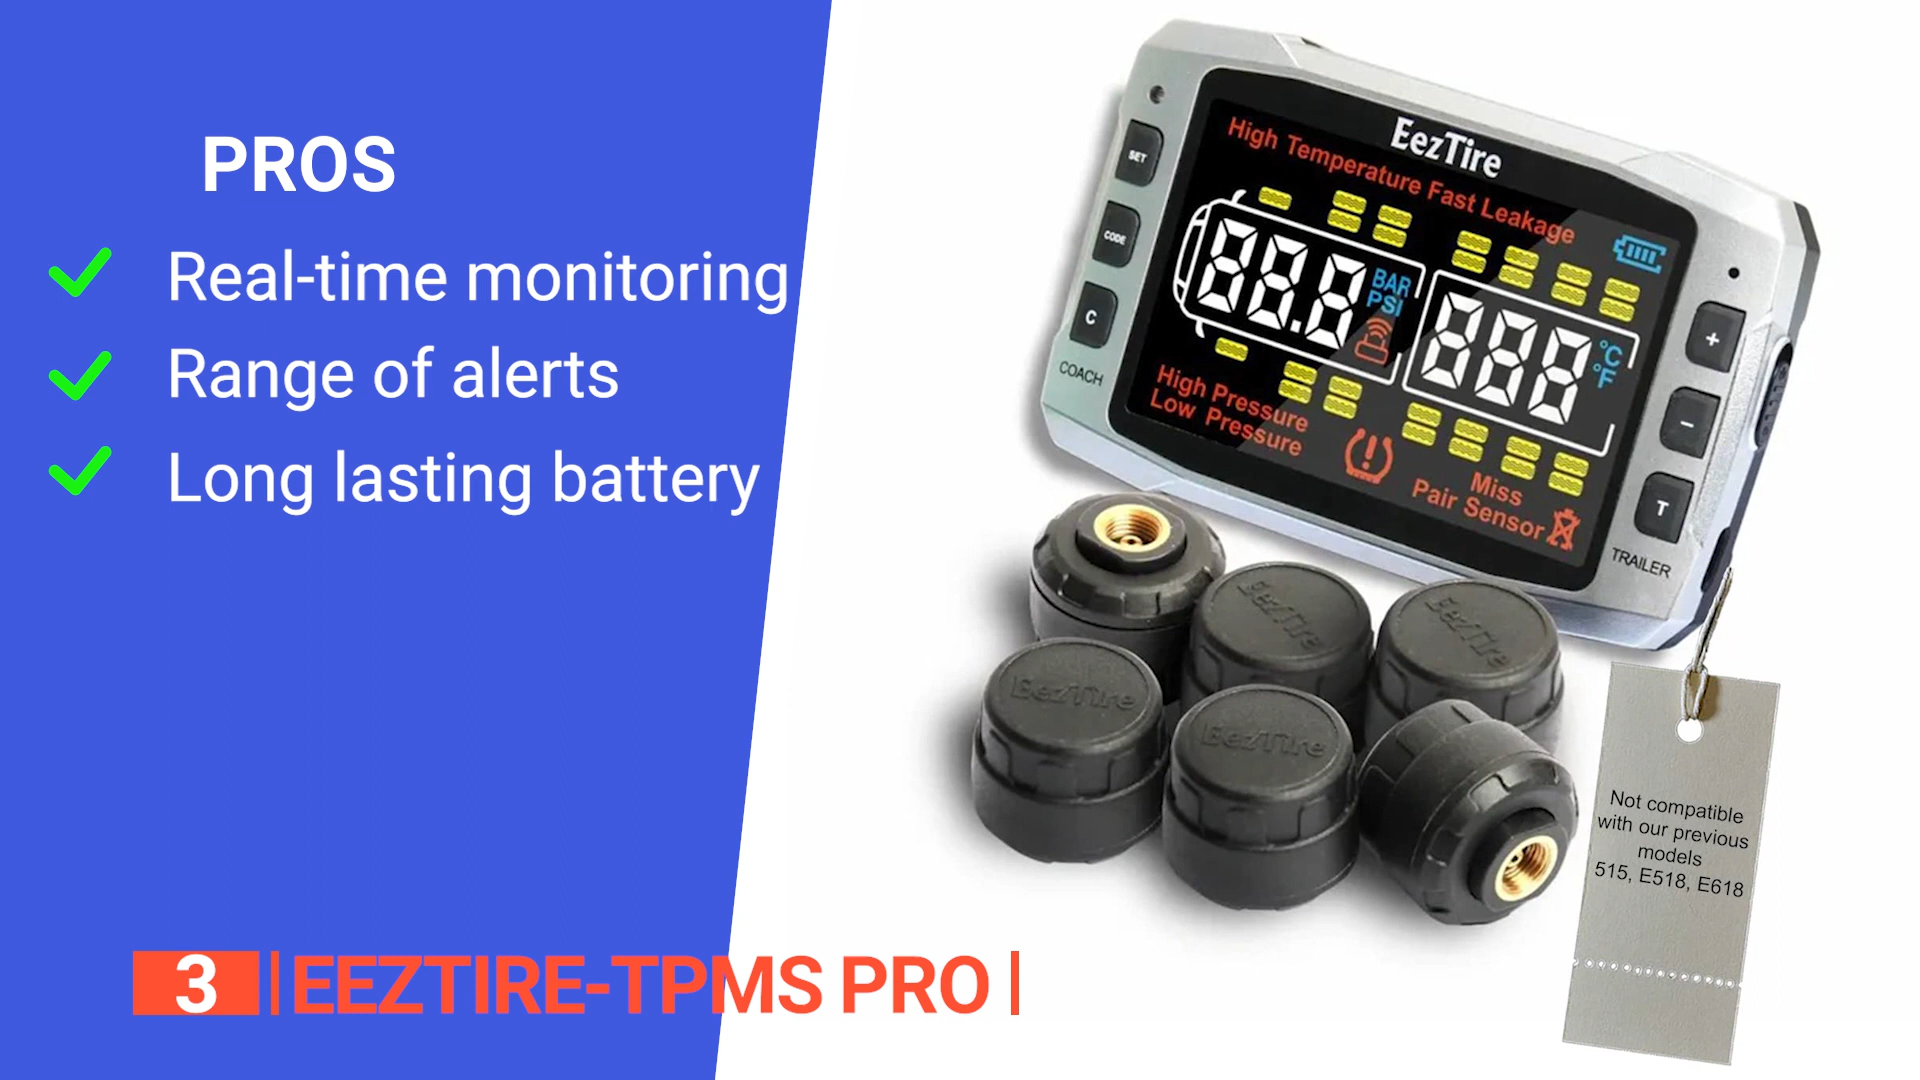 PROS
Real-time monitoring
Range of alerts
Long lasting battery
3 EEZTIRE-TPMS PRO
EezTire
High Temperature Fast Leakage
SET
CODE
C
COACH
88.8
BAR
PSI
888
°C
°F
High Pressure
Low Pressure
Miss
Pair Sensor
+
-
T
TRAILER
EezTire
EezTire
EezTire
EezTire
Not compatible
with our previous
models
515, E518, E618